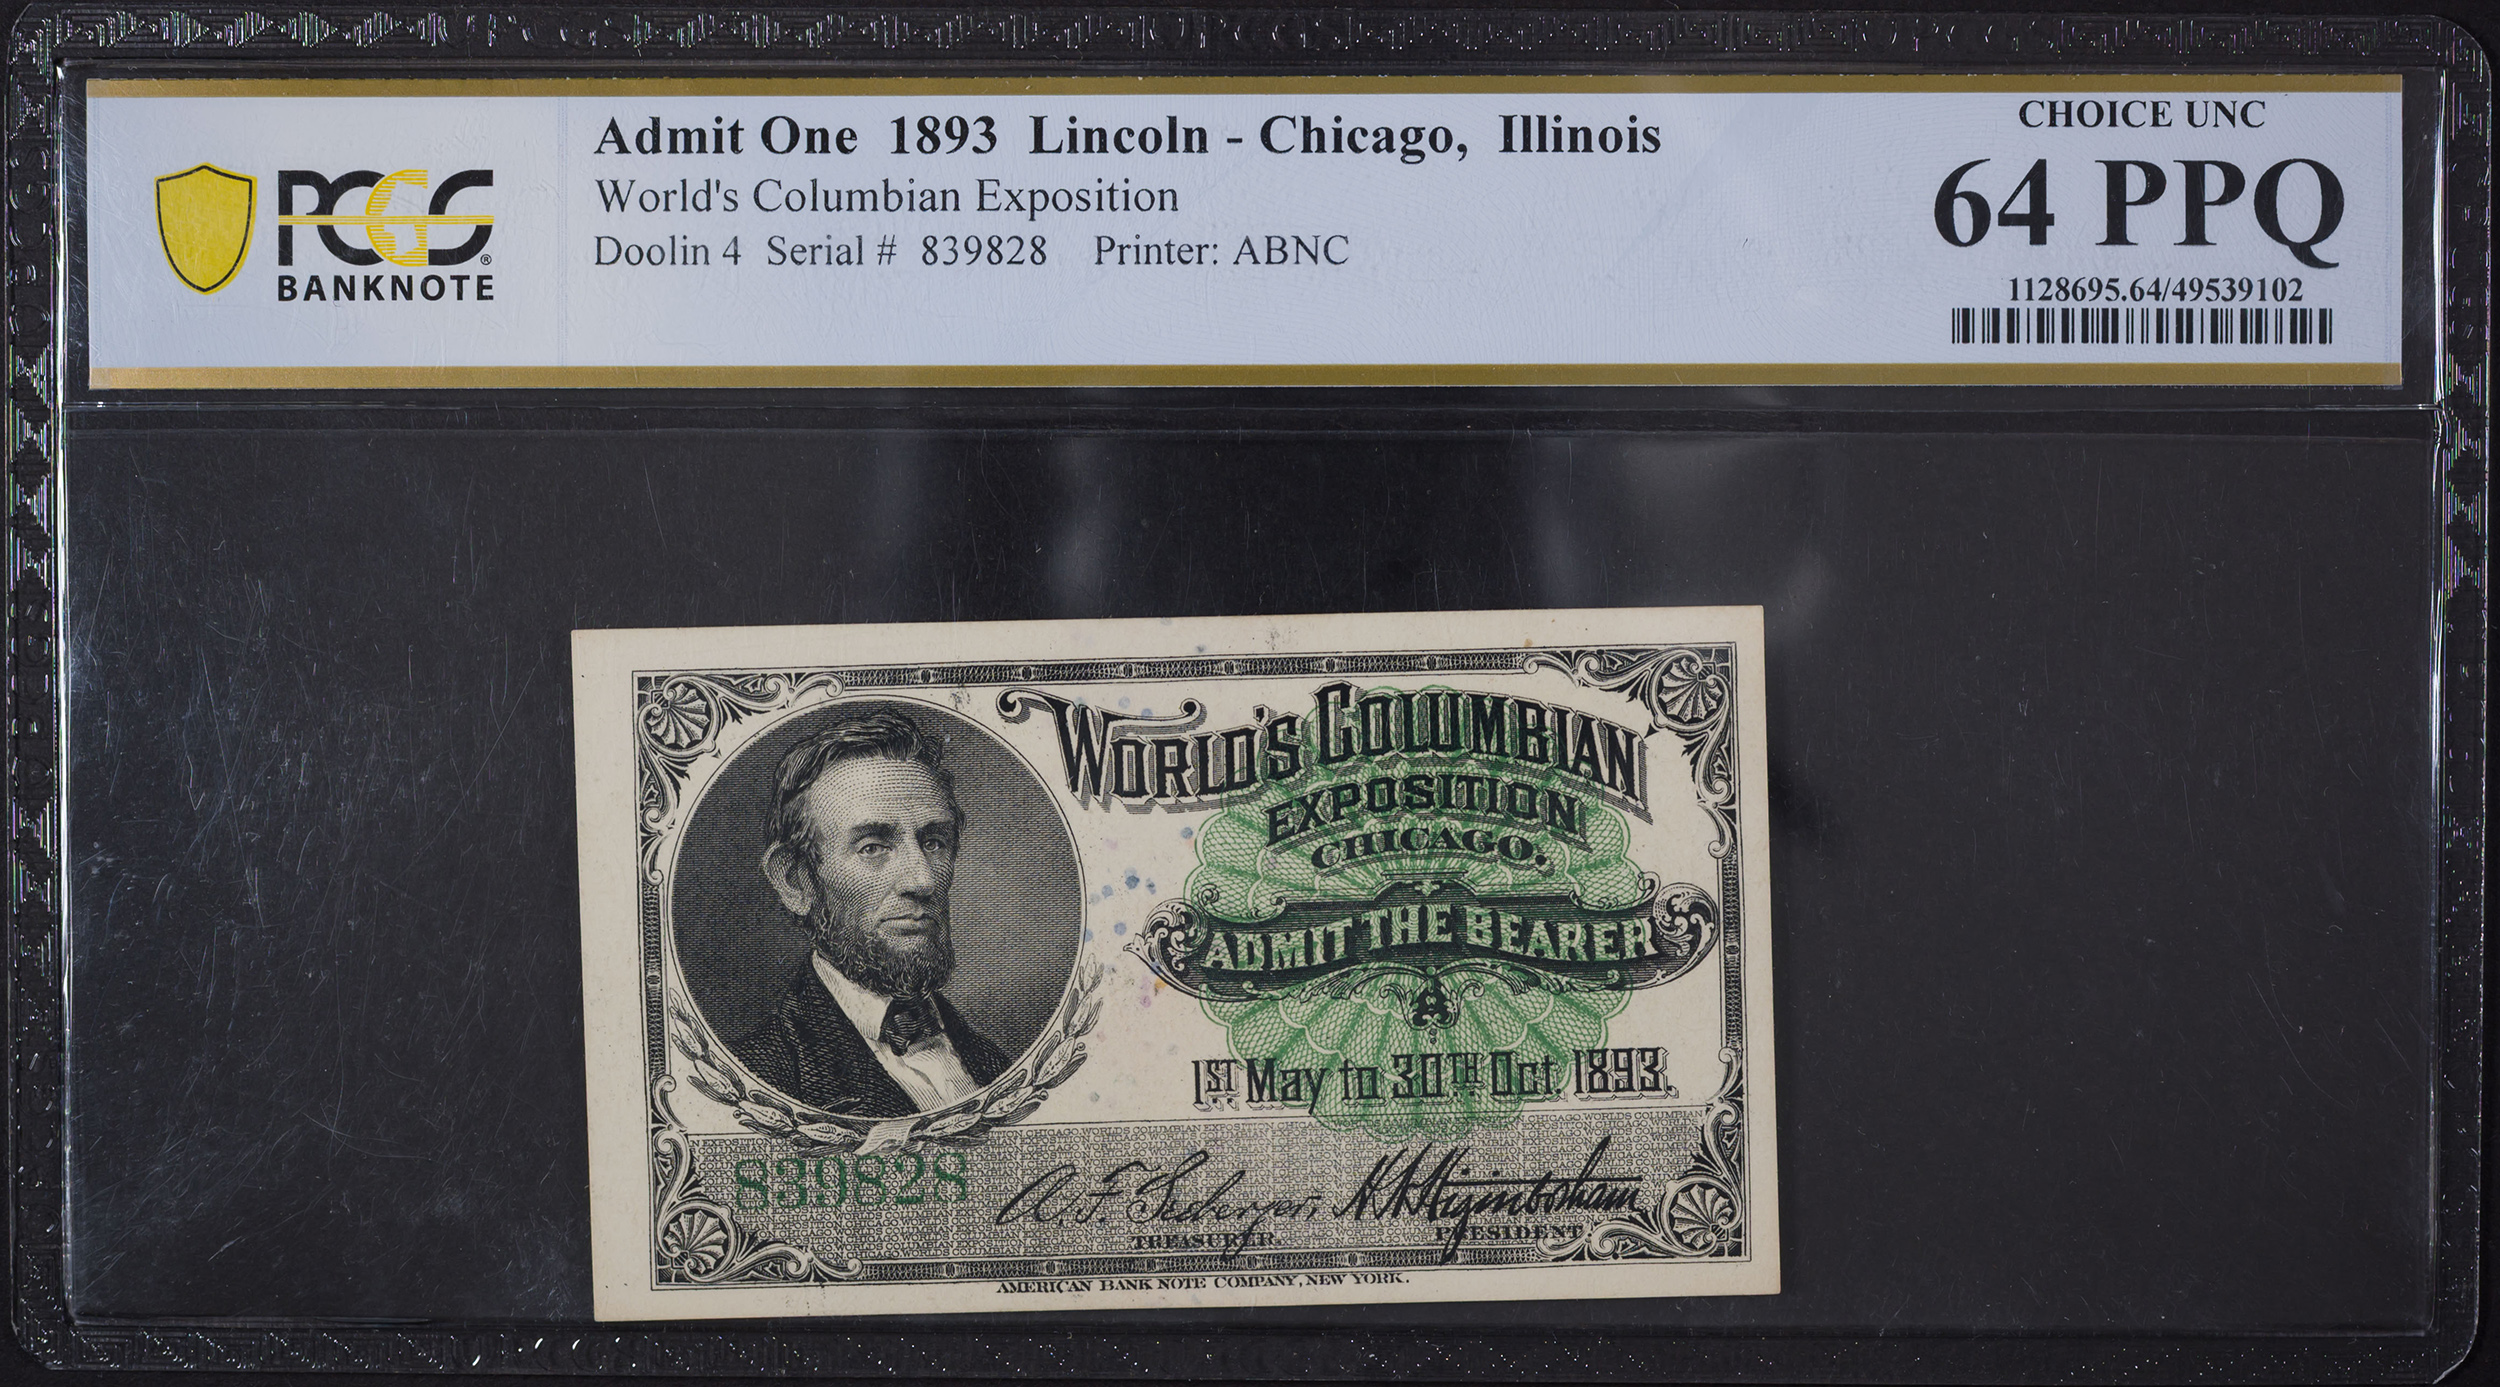 Admit One 1893 Lincoln - Chicago, Illinois
World's Columbian Exposition
Doolin 4 Serial # 839828 Printer: ABNC
PCGS®
BANKNOTE
CHOICE UNC
64 PPQ
1128695.64/49539102
WORLD'S COLUMBIAN
EXPOSITION
CHICAGO.
ADMIT THE BEARER
A
1ST May to 30TH Oct. 1893.
839828
A. F. Seeberger,
TREASURER.
H N Higinbotham
PRESIDENT
AMERICAN BANK NOTE COMPANY, NEW YORK.